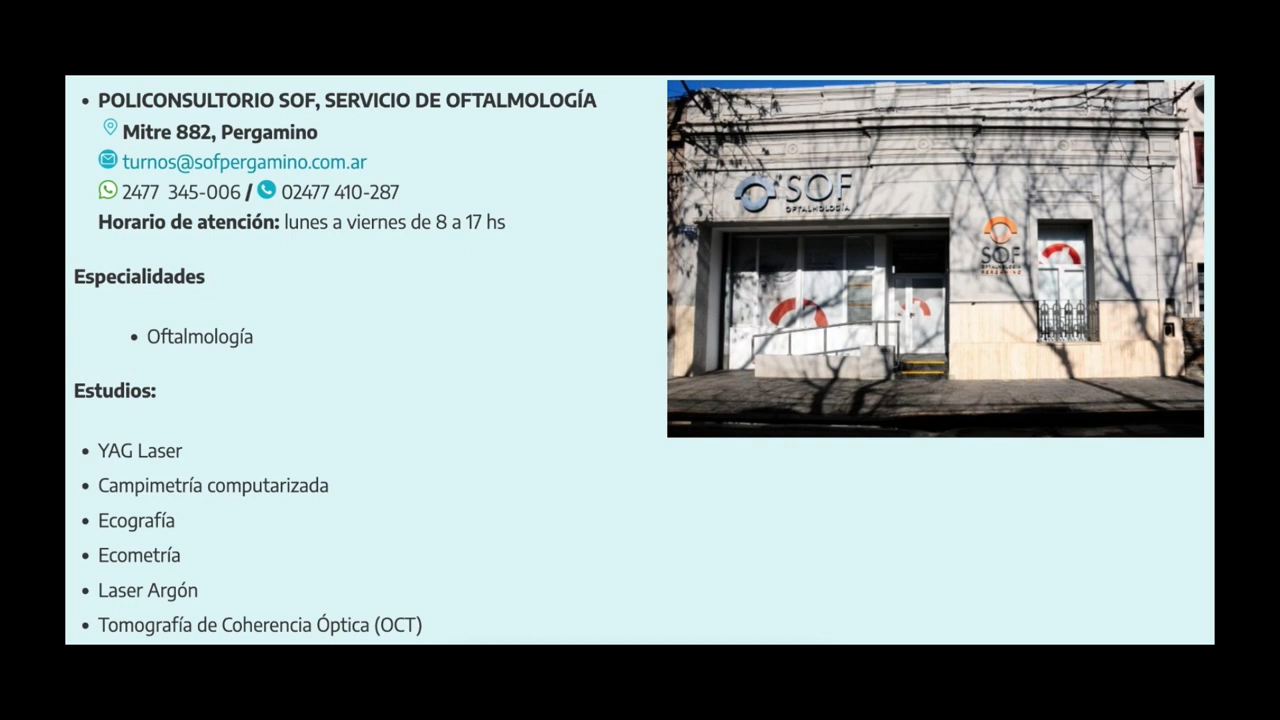 POLICONSULTORIO SOF, SERVICIO DE OFTALMOLOGÍA
Mitre 882, Pergamino
turnos@sofpergamino.com.ar
2477 345-006 / 02477 410-287
Horario de atención: lunes a viernes de 8 a 17 hs
Especialidades
Oftalmología
Estudios:
YAG Laser
Campimetría computarizada
Ecografía
Ecometría
Laser Argón
Tomografía de Coherencia Óptica (OCT)
SOF
OFTALMOLOGÍA
SOF
OFTALMOLOGÍA
PERGAMINO